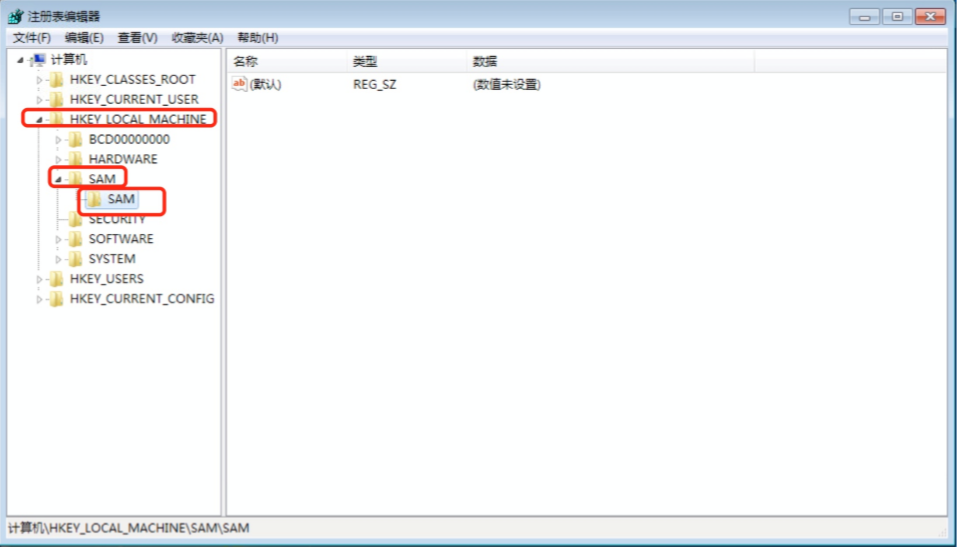 注册表编辑器
文件(F) 编辑(E) 查看(V) 收藏夹(A) 帮助(H)
计算机
HKEY_CLASSES_ROOT
HKEY_CURRENT_USER
HKEY_LOCAL_MACHINE
BCD00000000
HARDWARE
SAM
SAM
SECURITY
SOFTWARE
SYSTEM
HKEY_USERS
HKEY_CURRENT_CONFIG
名称 类型 数据
ab (默认) REG_SZ (数值未设置)
计算机\HKEY_LOCAL_MACHINE\SAM\SAM